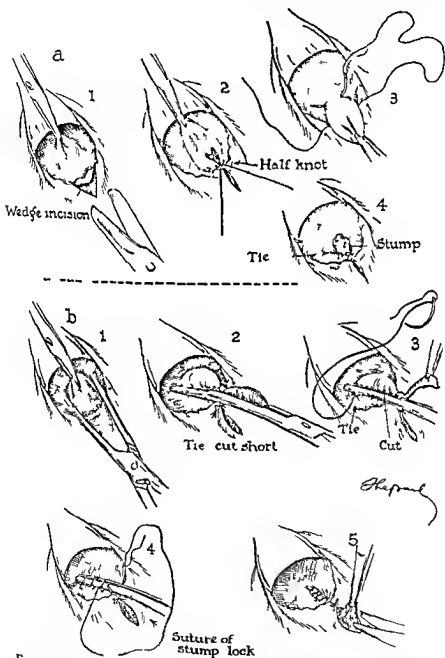 a
1
2
3
Half knot
Wedge incision
4
Tie
Stump
b
1
2
3
Tie cut short
Tie
Cut
4
5
Suture of
stump lock